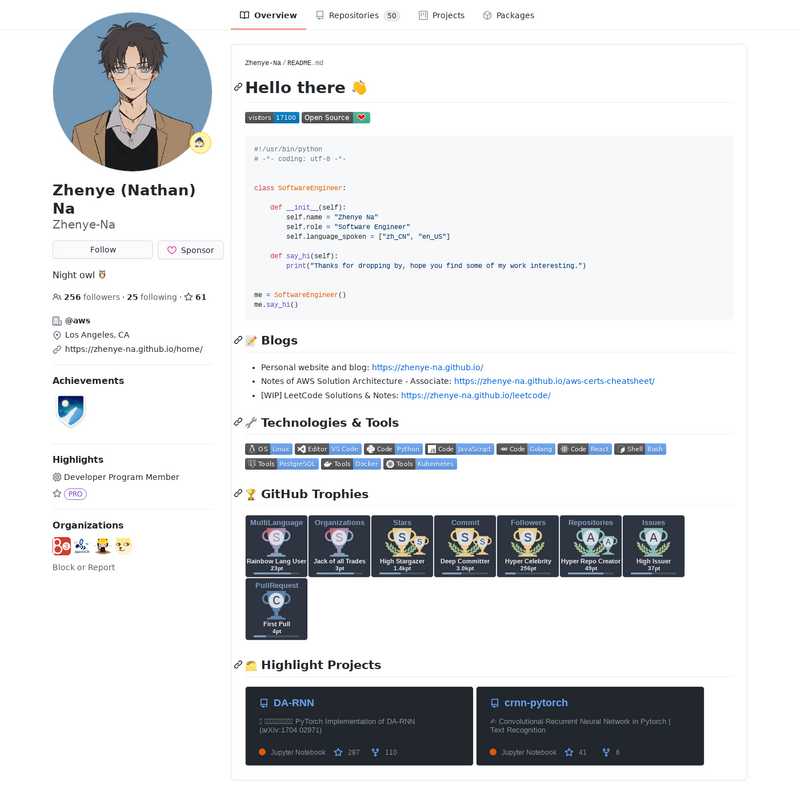 Overview
Repositories 50
Projects
Packages
Zhenye (Nathan)
Na
Zhenye-Na
Follow
Sponsor
Night owl
256 followers · 25 following · 61
@aws
Los Angeles, CA
https://zhenye-na.github.io/home/
Achievements
Highlights
Developer Program Member
PRO
Organizations
Block or Report
Zhenye-Na / README.md
Hello there 👋
visitors 17100 Open Source
#!/usr/bin/python
# -*- coding: utf-8 -*-
class SoftwareEngineer:
def __init__(self):
self.name = "Zhenye Na"
self.role = "Software Engineer"
self.language_spoken = ["zh_CN", "en_US"]
def say_hi(self):
print("Thanks for dropping by, hope you find some of my work interesting.")
me = SoftwareEngineer()
me.say_hi()
📝 Blogs
• Personal website and blog: https://zhenye-na.github.io/
• Notes of AWS Solution Architecture - Associate: https://zhenye-na.github.io/aws-certs-cheatsheet/
• [WIP] LeetCode Solutions & Notes: https://zhenye-na.github.io/leetcode/
🔧 Technologies & Tools
OS Linux Editor VS Code Code Python Code JavaScript Code Golang Code React Shell Bash
Tools PostgreSQL Tools Docker Tools Kubernetes
🏆 GitHub Trophies
MultiLanguage Organizations Stars Commit Followers Repositories Issues
S S S S S S S S A A A
Rainbow Lang User Jack of all Trades High Stargazer Deep Committer Hyper Celebrity Hyper Repo Creator High Issuer
23pt 3pt 1.4kpt 3.0kpt 256pt 49pt 37pt
PullRequest
C
First Pull
4pt
Highlight Projects
DA-RNN
PyTorch Implementation of DA-RNN
(arXiv:1704.02971)
Jupyter Notebook 287 110
crnn-pytorch
✍️ Convolutional Recurrent Neural Network in Pytorch |
Text Recognition
Jupyter Notebook 41 6